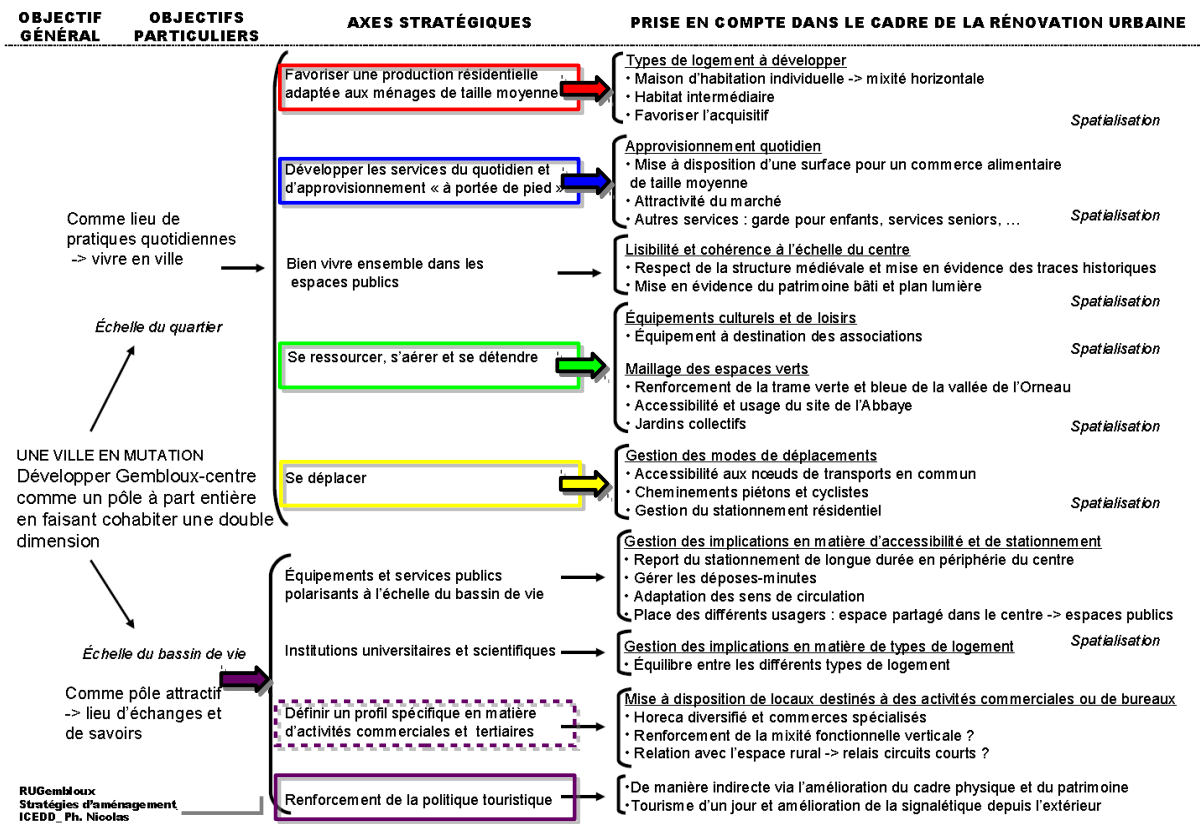 OBJECTIF GÉNÉRAL
OBJECTIFS PARTICULIERS
AXES STRATÉGIQUES
PRISE EN COMPTE DANS LE CADRE DE LA RÉNOVATION URBAINE
UNE VILLE EN MUTATION
Développer Gembloux-centre
comme un pôle à part entière
en faisant cohabiter une double
dimension
Échelle du quartier
Comme lieu de
pratiques quotidiennes
-> vivre en ville
Favoriser une production résidentielle
adaptée aux ménages de taille moyenne
Types de logement à développer
· Maison d'habitation individuelle -> mixité horizontale
· Habitat intermédiaire
· Favoriser l'acquisitif
Spatialisation
Développer les services du quotidien et
d'approvisionnement « à portée de pied »
Approvisionnement quotidien
· Mise à disposition d'une surface pour un commerce alimentaire
de taille moyenne
· Attractivité du marché
· Autres services : garde pour enfants, services seniors, …
Spatialisation
Bien vivre ensemble dans les
espaces publics
Lisibilité et cohérence à l'échelle du centre
· Respect de la structure médiévale et mise en évidence des traces historiques
· Mise en évidence du patrimoine bâti et plan lumière
Spatialisation
Se ressourcer, s'aérer et se détendre
Équipements culturels et de loisirs
· Équipement à destination des associations
Spatialisation
Maillage des espaces verts
· Renforcement de la trame verte et bleue de la vallée de l'Orneau
· Accessibilité et usage du site de l'Abbaye
· Jardins collectifs
Spatialisation
Se déplacer
Gestion des modes de déplacements
· Accessibilité aux nœuds de transports en commun
· Cheminements piétons et cyclistes
· Gestion du stationnement résidentiel
Spatialisation
Échelle du bassin de vie
Comme pôle attractif
-> lieu d'échanges et
de savoirs
Équipements et services publics
polarisants à l'échelle du bassin de vie
Gestion des implications en matière d'accessibilité et de stationnement
· Report du stationnement de longue durée en périphérie du centre
· Gérer les déposes-minutes
· Adaptation des sens de circulation
· Place des différents usagers : espace partagé dans le centre -> espaces publics
Spatialisation
Institutions universitaires et scientifiques
Gestion des implications en matière de types de logement
· Équilibre entre les différents types de logement
Définir un profil spécifique en matière
d'activités commerciales et tertiaires
Mise à disposition de locaux destinés à des activités commerciales ou de bureaux
· Horeca diversifié et commerces spécialisés
· Renforcement de la mixité fonctionnelle verticale ?
· Relation avec l'espace rural -> relais circuits courts ?
Renforcement de la politique touristique
·De manière indirecte via l'amélioration du cadre physique et du patrimoine
·Tourisme d'un jour et amélioration de la signalétique depuis l'extérieur
RUGembloux
Stratégies d'aménagement
ICEDD_Ph. Nicolas